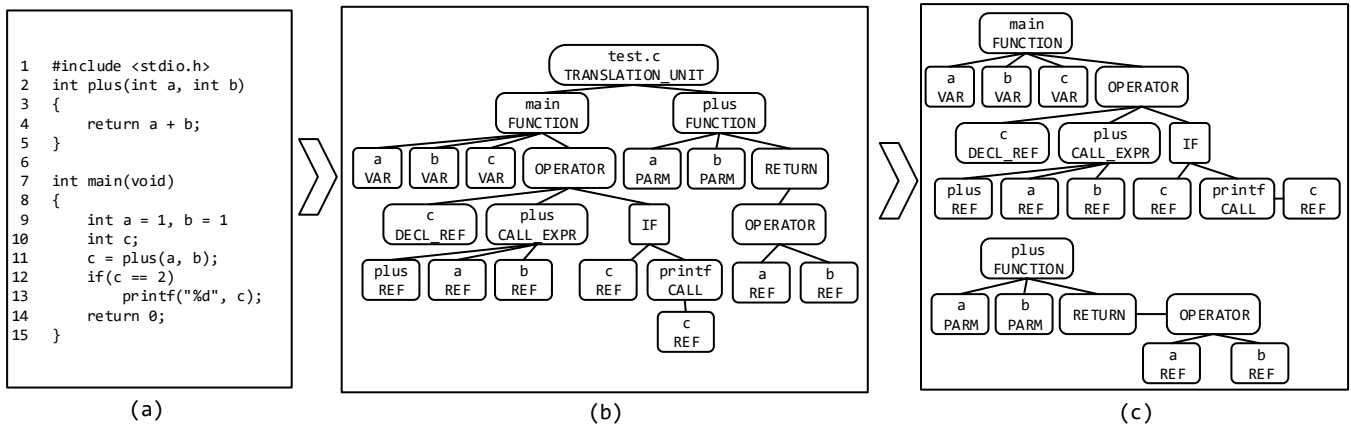 1 #include <stdio.h>
2 int plus(int a, int b)
3 {
4 return a + b;
5 }
6
7 int main(void)
8 {
9 int a = 1, b = 1
10 int c;
11 c = plus(a, b);
12 if(c == 2)
13 printf("%d", c);
14 return 0;
15 }
(a)
test.c
TRANSLATION_UNIT
main
FUNCTION
plus
FUNCTION
a
VAR
b
VAR
c
VAR
OPERATOR
a
PARM
b
PARM
RETURN
c
DECL_REF
plus
CALL_EXPR
IF
OPERATOR
plus
REF
a
REF
b
REF
c
REF
printf
CALL
a
REF
b
REF
c
REF
(b)
main
FUNCTION
a
VAR
b
VAR
c
VAR
OPERATOR
c
DECL_REF
plus
CALL_EXPR
IF
plus
REF
a
REF
b
REF
c
REF
printf
CALL
c
REF
plus
FUNCTION
a
PARM
b
PARM
RETURN
OPERATOR
a
REF
b
REF
(c)